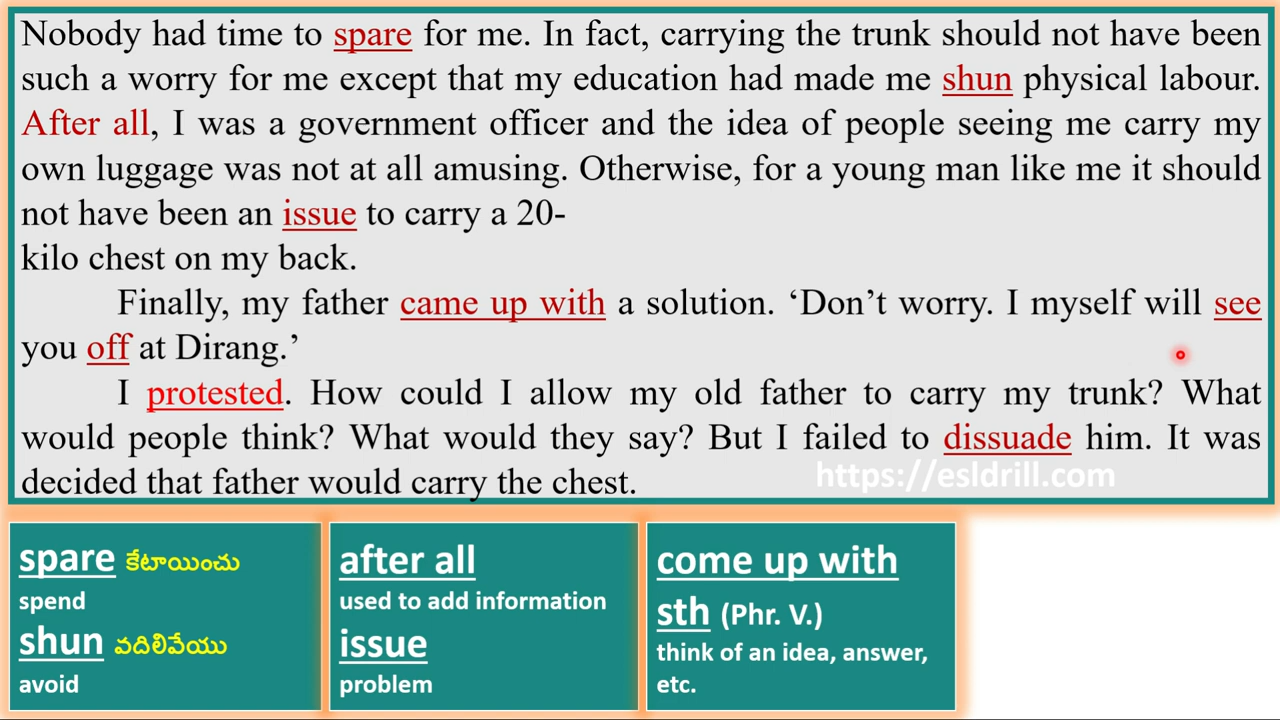 Nobody had time to spare for me. In fact, carrying the trunk should not have been
such a worry for me except that my education had made me shun physical labour.
After all, I was a government officer and the idea of people seeing me carry my
own luggage was not at all amusing. Otherwise, for a young man like me it should
not have been an issue to carry a 20-
kilo chest on my back.
Finally, my father came up with a solution. ‘Don’t worry. I myself will see
you off at Dirang.’
I protested. How could I allow my old father to carry my trunk? What
would people think? What would they say? But I failed to dissuade him. It was
decided that father would carry the chest.
https://esldrill.com
spare కేటాయించు
spend
shun వదిలివేయు
avoid
after all
used to add information
issue
problem
come up with
sth (Phr. V.)
think of an idea, answer,
etc.